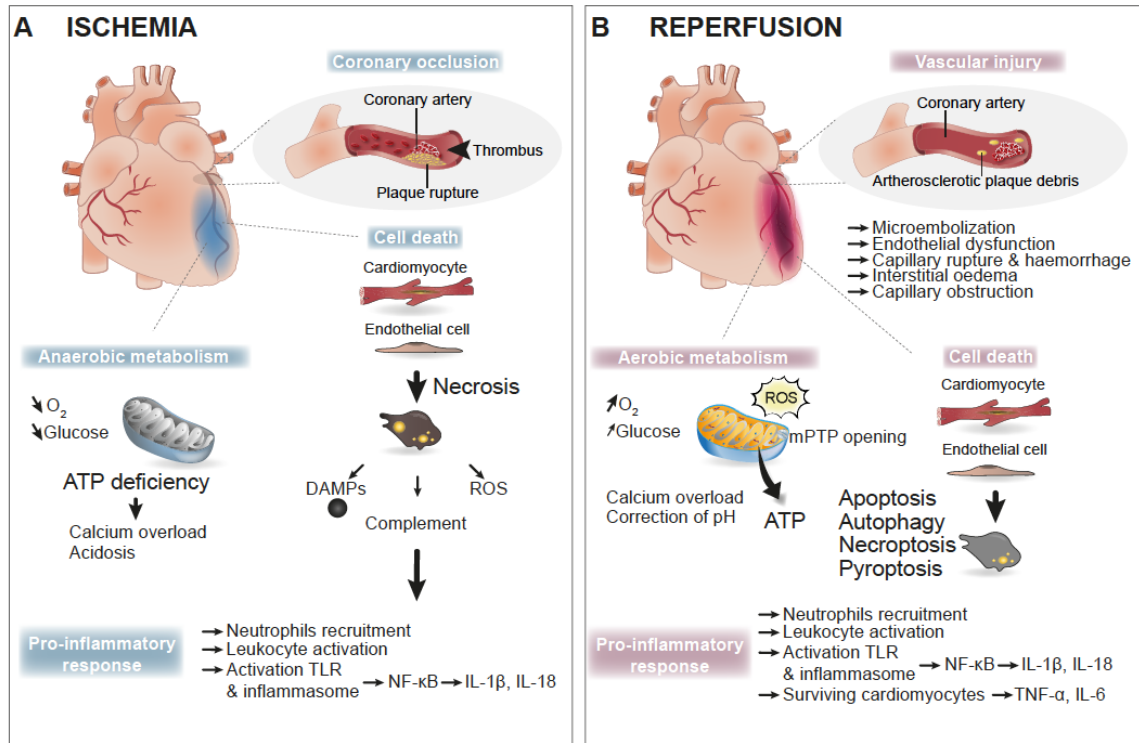 A ISCHEMIA
Coronary occlusion
Coronary artery
Thrombus
Plaque rupture
Cell death
Cardiomyocyte
Endothelial cell
Necrosis
DAMPs
ROS
Complement
Anaerobic metabolism
O2
Glucose
ATP deficiency
Calcium overload
Acidosis
Pro-inflammatory
response
→ Neutrophils recruitment
→ Leukocyte activation
→ Activation TLR
& inflammasome → NF-κB → IL-1β, IL-18
B REPERFUSION
Vascular injury
Coronary artery
Artherosclerotic plaque debris
→ Microembolization
→ Endothelial dysfunction
→ Capillary rupture & haemorrhage
→ Interstitial oedema
→ Capillary obstruction
Aerobic metabolism
ROS
O2
Glucose
mPTP opening
Calcium overload
Correction of pH
ATP
Cell death
Cardiomyocyte
Endothelial cell
Apoptosis
Autophagy
Necroptosis
Pyroptosis
Pro-inflammatory
response
→ Neutrophils recruitment
→ Leukocyte activation
→ Activation TLR
& inflammasome → NF-κB → IL-1β, IL-18
→ Surviving cardiomyocytes → TNF-α, IL-6